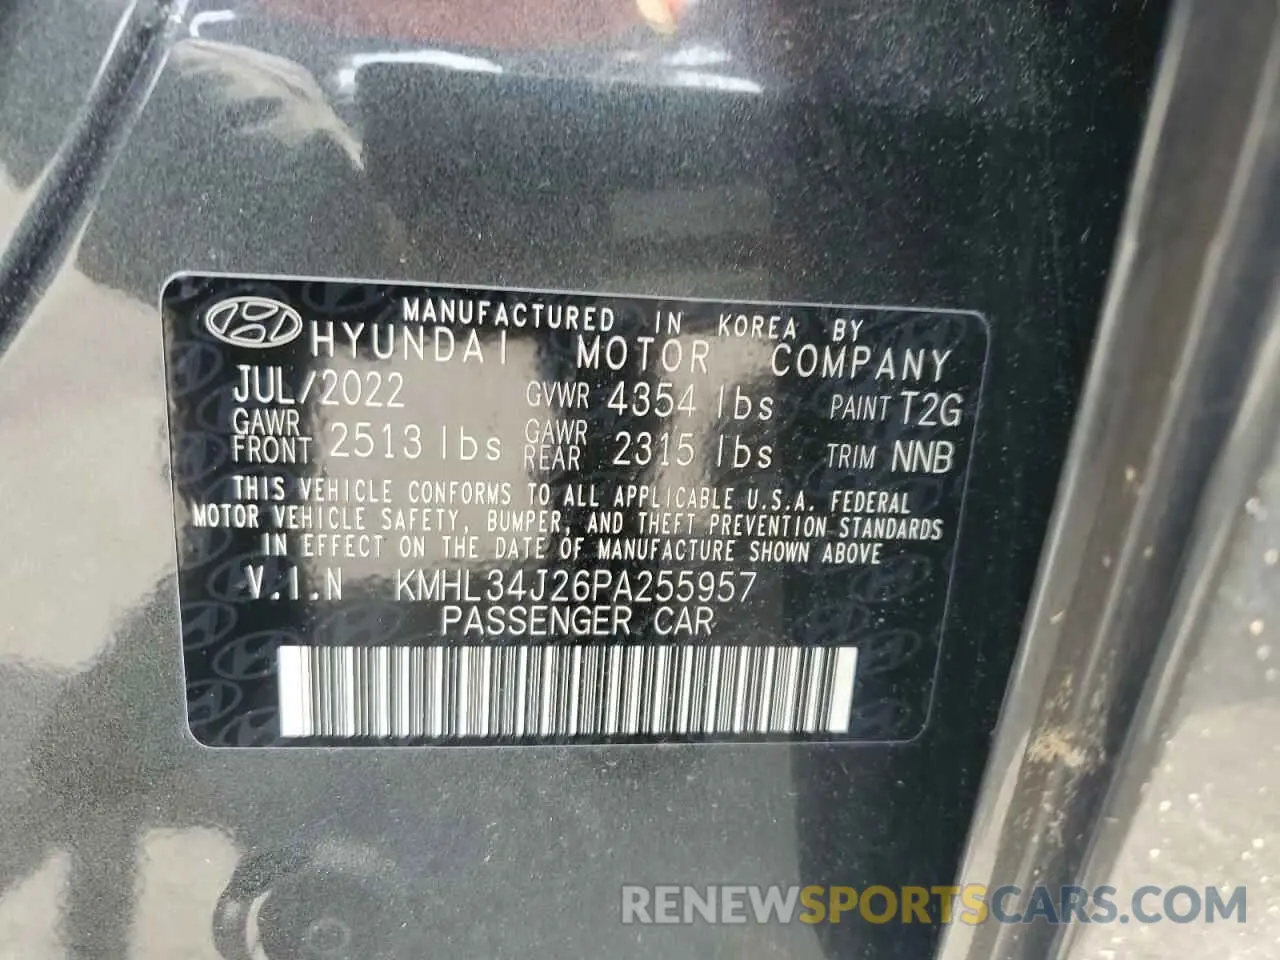 MANUFACTURED IN KOREA BY
HYUNDAI MOTOR COMPANY
JUL/2022 GVWR 4354 lbs PAINT T2G
GAWR FRONT 2513 lbs GAWR REAR 2315 lbs TRIM NNB
THIS VEHICLE CONFORMS TO ALL APPLICABLE U.S.A. FEDERAL
MOTOR VEHICLE SAFETY, BUMPER, AND THEFT PREVENTION STANDARDS
IN EFFECT ON THE DATE OF MANUFACTURE SHOWN ABOVE
V.I.N KMHL34J26PA255957
PASSENGER CAR
RENEWSPORTSCARS.COM